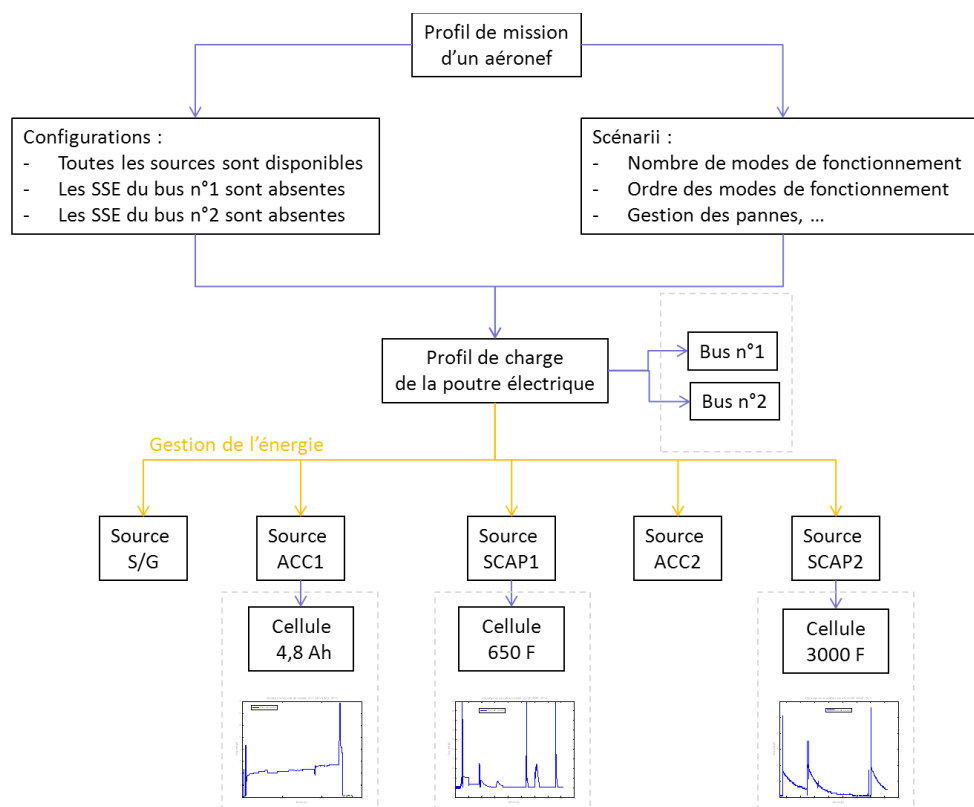 Profil de mission
d'un aéronef
Configurations :
- Toutes les sources sont disponibles
- Les SSE du bus n°1 sont absentes
- Les SSE du bus n°2 sont absentes
Scénarii :
- Nombre de modes de fonctionnement
- Ordre des modes de fonctionnement
- Gestion des pannes, ...
Profil de charge
de la poutre électrique
Bus n°1
Bus n°2
Gestion de l'énergie
Source
S/G
Source
ACC1
Source
SCAP1
Source
ACC2
Source
SCAP2
Cellule
4,8 Ah
Cellule
650 F
Cellule
3000 F